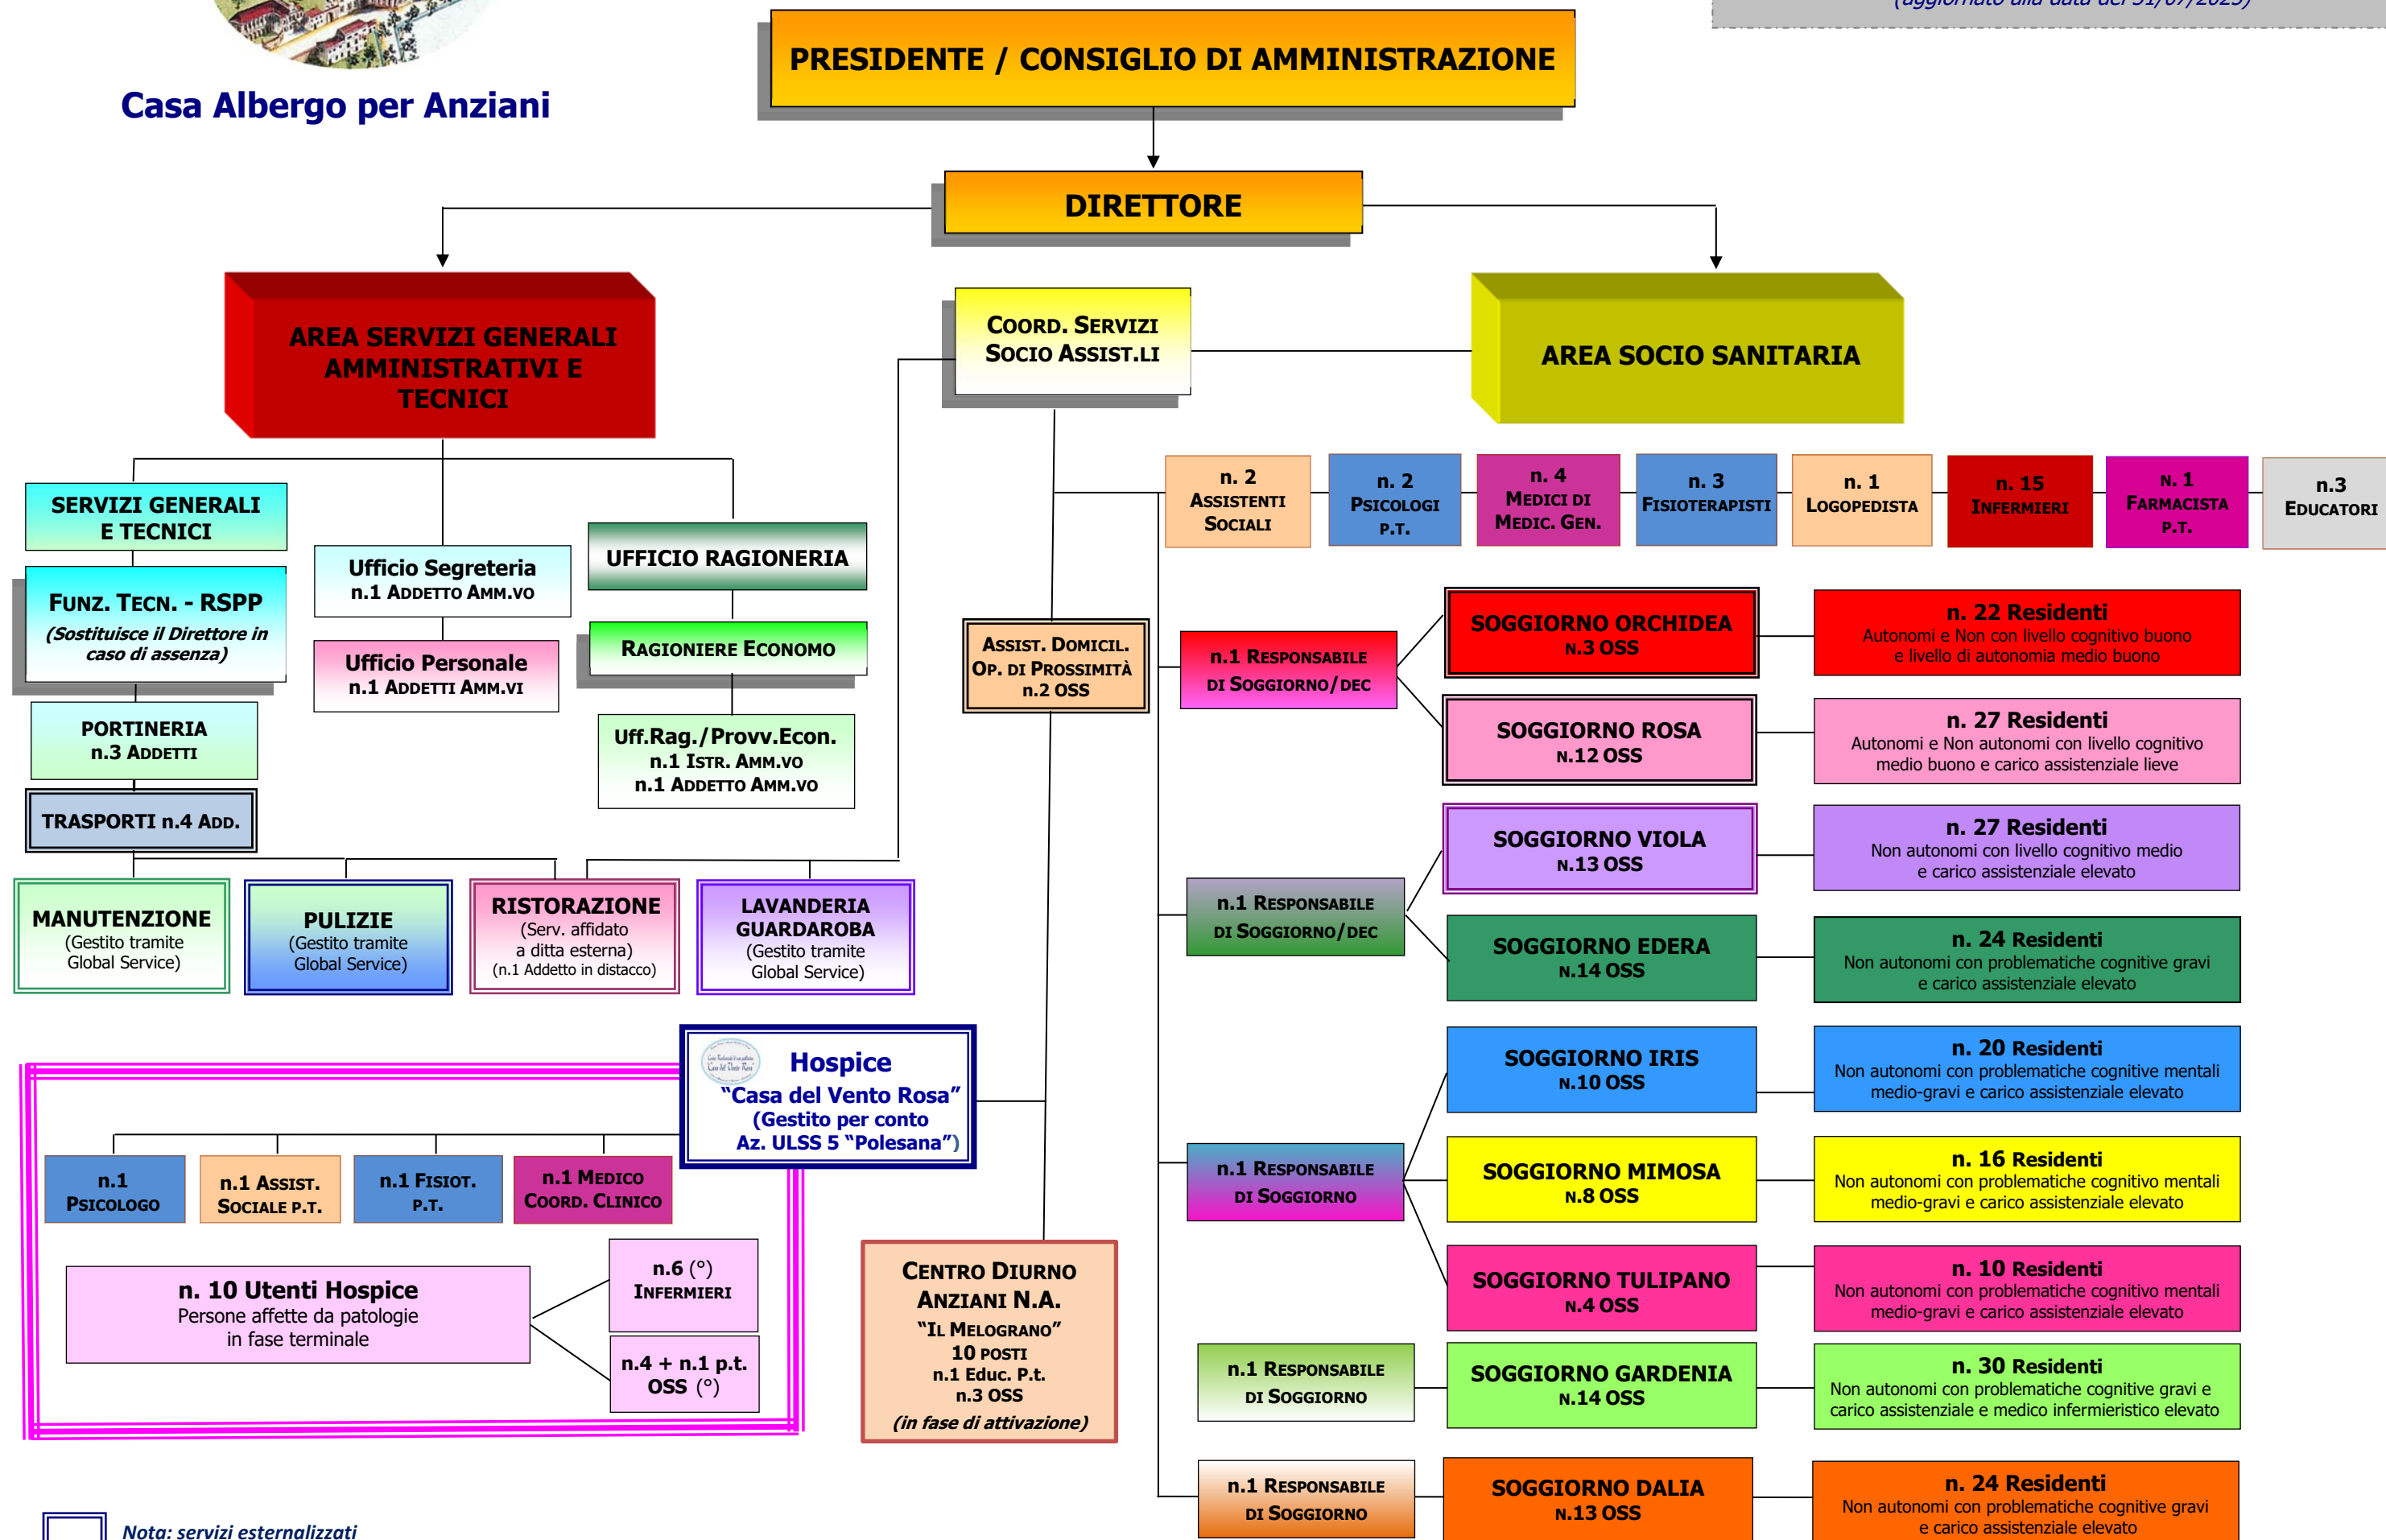 (aggiornato alla data del 31/07/2025)
PRESIDENTE / CONSIGLIO DI AMMINISTRAZIONE
Casa Albergo per Anziani
DIRETTORE
AREA SERVIZI GENERALI
AMMINISTRATIVI E
TECNICI
COORD. SERVIZI
SOCIO ASSIST.LI
AREA SOCIO SANITARIA
SERVIZI GENERALI
E TECNICI
FUNZ. TECN. - RSPP
(Sostituisce il Direttore in
caso di assenza)
PORTINERIA
n.3 ADDETTI
TRASPORTI n.4 ADD.
Ufficio Segreteria
n.1 ADDETTO AMM.VO
Ufficio Personale
n.1 ADDETTI AMM.VI
UFFICIO RAGIONERIA
RAGIONIERE ECONOMO
Uff.Rag./Provv.Econ.
n.1 ISTR. AMM.VO
n.1 ADDETTO AMM.VO
MANUTENZIONE
(Gestito tramite
Global Service)
PULIZIE
(Gestito tramite
Global Service)
RISTORAZIONE
(Serv. affidato
a ditta esterna)
(n.1 Addetto in distacco)
LAVANDERIA
GUARDAROBA
(Gestito tramite
Global Service)
n. 2
ASSISTENTI
SOCIALI
n. 2
PSICOLOGI
P.T.
n. 4
MEDICI DI
MEDIC. GEN.
n. 3
FISIOTERAPISTI
n. 1
LOGOPEDISTA
n. 15
INFERMIERI
N. 1
FARMACISTA
P.T.
n.3
EDUCATORI
ASSIST. DOMICIL.
OP. DI PROSSIMITÀ
n.2 OSS
n.1 RESPONSABILE
DI SOGGIORNO/DEC
SOGGIORNO ORCHIDEA
N.3 OSS
n. 22 Residenti
Autonomi e Non con livello cognitivo buono
e livello di autonomia medio buono
SOGGIORNO ROSA
N.12 OSS
n. 27 Residenti
Autonomi e Non autonomi con livello cognitivo
medio buono e carico assistenziale lieve
n.1 RESPONSABILE
DI SOGGIORNO/DEC
SOGGIORNO VIOLA
N.13 OSS
n. 27 Residenti
Non autonomi con livello cognitivo medio
e carico assistenziale elevato
SOGGIORNO EDERA
N.14 OSS
n. 24 Residenti
Non autonomi con problematiche cognitive gravi
e carico assistenziale elevato
n.1 RESPONSABILE
DI SOGGIORNO
SOGGIORNO IRIS
N.10 OSS
n. 20 Residenti
Non autonomi con problematiche cognitive mentali
medio-gravi e carico assistenziale elevato
SOGGIORNO MIMOSA
N.8 OSS
n. 16 Residenti
Non autonomi con problematiche cognitivo mentali
medio-gravi e carico assistenziale elevato
SOGGIORNO TULIPANO
N.4 OSS
n. 10 Residenti
Non autonomi con problematiche cognitivo mentali
medio-gravi e carico assistenziale elevato
n.1 RESPONSABILE
DI SOGGIORNO
SOGGIORNO GARDENIA
N.14 OSS
n. 30 Residenti
Non autonomi con problematiche cognitive gravi e
carico assistenziale e medico infermieristico elevato
n.1 RESPONSABILE
DI SOGGIORNO
SOGGIORNO DALIA
N.13 OSS
n. 24 Residenti
Non autonomi con problematiche cognitive gravi
e carico assistenziale elevato
Hospice
“Casa del Vento Rosa”
(Gestito per conto
Az. ULSS 5 “Polesana”)
n.1
PSICOLOGO
n.1 ASSIST.
SOCIALE P.T.
n.1 FISIOT.
P.T.
n.1 MEDICO
COORD. CLINICO
n. 10 Utenti Hospice
Persone affette da patologie
in fase terminale
n.6 (°)
INFERMIERI
n.4 + n.1 p.t.
OSS (°)
CENTRO DIURNO
ANZIANI N.A.
“IL MELOGRANO”
10 POSTI
n.1 Educ. P.t.
n.3 OSS
(in fase di attivazione)
Nota: servizi esternalizzati